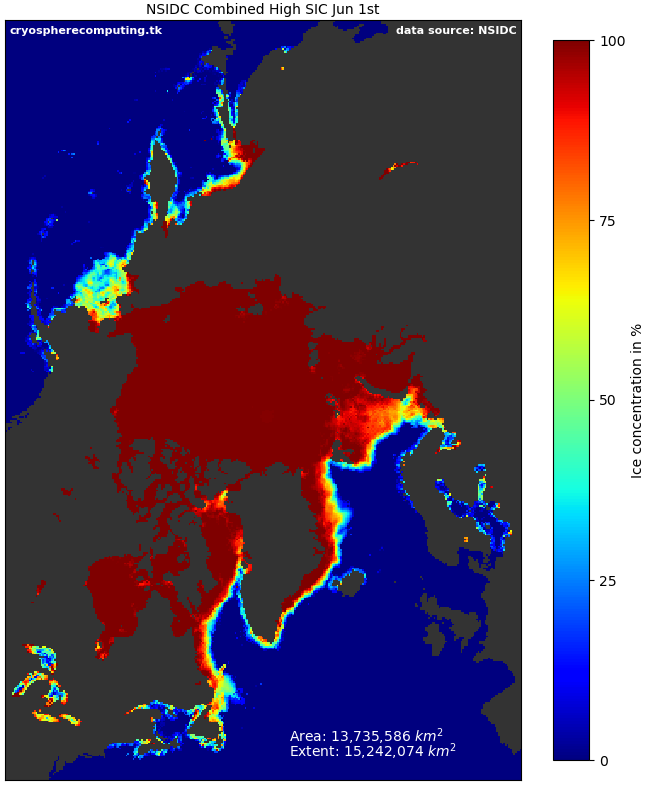 NSIDC Combined High SIC Jun 1st
cryospherecomputing.tk
data source: NSIDC
100
75
50
25
0
Ice concentration in %
Area: 13,735,586 km²
Extent: 15,242,074 km²